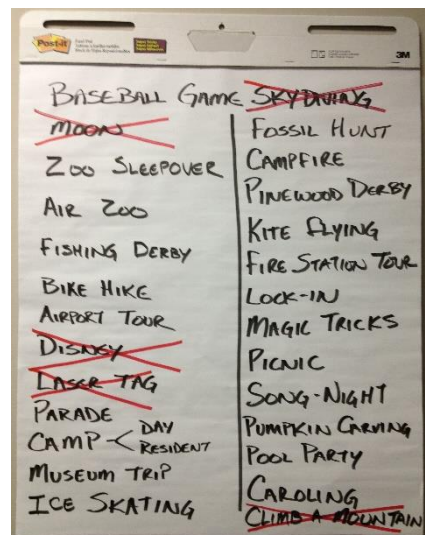 Post-it
3M
BASEBALL GAME
MOON
ZOO SLEEPOVER
AIR ZOO
FISHING DERBY
BIKE HIKE
AIRPORT TOUR
DISNEY
LASER TAG
PARADE
CAMP < DAY
RESIDENT
MUSEUM TRIP
ICE SKATING
SKYDIVING
FOSSIL HUNT
CAMPFIRE
PINEWOOD DERBY
KITE FLYING
FIRE STATION TOUR
LOCK-IN
MAGIC TRICKS
PICNIC
SONG-NIGHT
PUMPKIN CARVING
POOL PARTY
CAROLING
CLIMB A MOUNTAIN